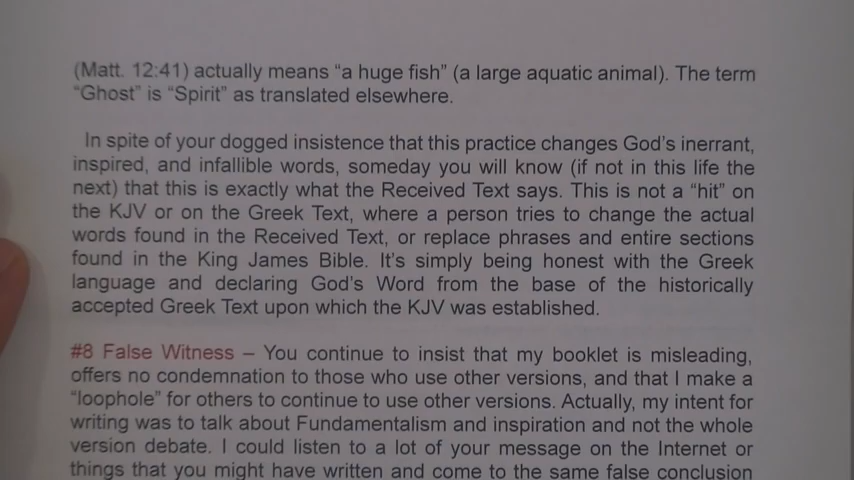 (Matt. 12:41) actually means “a huge fish” (a large aquatic animal). The term
“Ghost” is “Spirit” as translated elsewhere.
In spite of your dogged insistence that this practice changes God’s inerrant,
inspired, and infallible words, someday you will know (if not in this life the
next) that this is exactly what the Received Text says. This is not a “hit” on
the KJV or on the Greek Text, where a person tries to change the actual
words found in the Received Text, or replace phrases and entire sections
found in the King James Bible. It’s simply being honest with the Greek
language and declaring God’s Word from the base of the historically
accepted Greek Text upon which the KJV was established.
#8 False Witness – You continue to insist that my booklet is misleading,
offers no condemnation to those who use other versions, and that I make a
“loophole” for others to continue to use other versions. Actually, my intent for
writing was to talk about Fundamentalism and inspiration and not the whole
version debate. I could listen to a lot of your message on the Internet or
things that you might have written and come to the same false conclusion